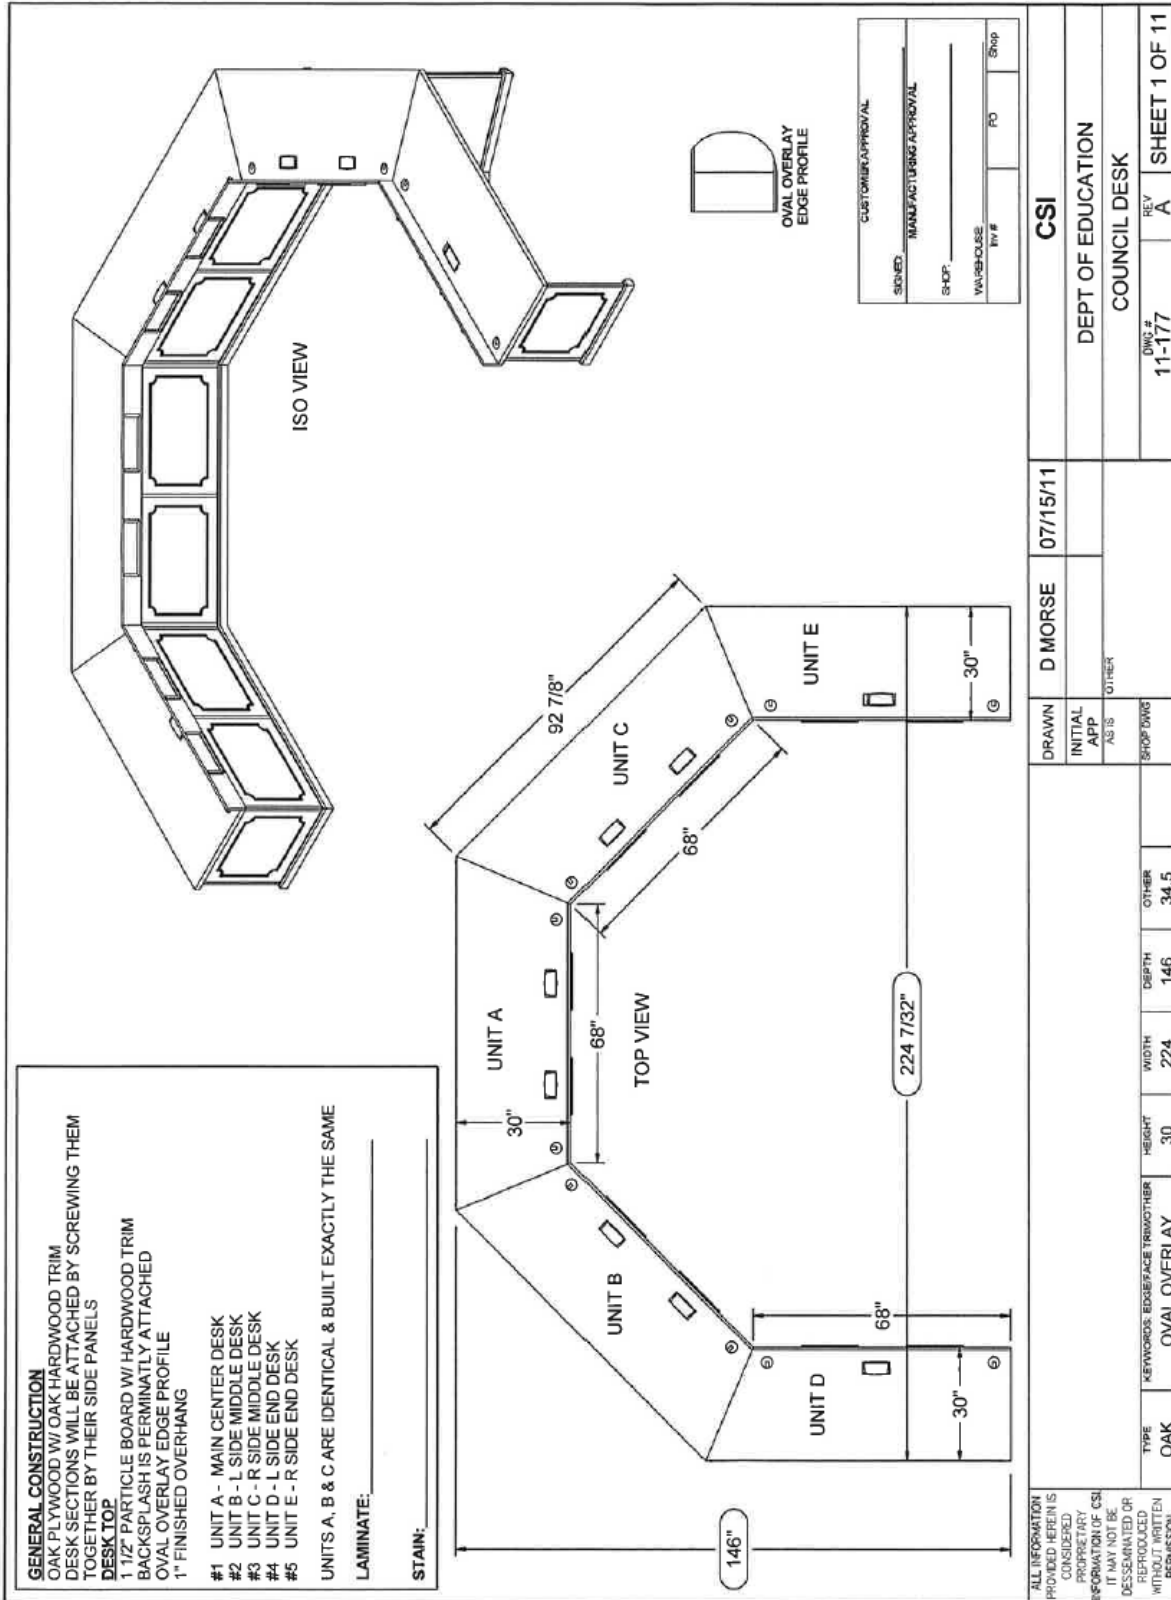 GENERAL CONSTRUCTION
OAK PLYWOOD W/ OAK HARDWOOD TRIM
DESK SECTIONS WILL BE ATTACHED BY SCREWING THEM
TOGETHER BY THEIR SIDE PANELS
DESK TOP
1 1/2" PARTICLE BOARD W/ HARDWOOD TRIM
BACKSPLASH IS PERMINATLY ATTACHED
OVAL OVERLAY EDGE PROFILE
1" FINISHED OVERHANG
#1 UNIT A - MAIN CENTER DESK
#2 UNIT B - L SIDE MIDDLE DESK
#3 UNIT C - R SIDE MIDDLE DESK
#4 UNIT D - L SIDE END DESK
#5 UNIT E - R SIDE END DESK
UNITS A, B & C ARE IDENTICAL & BUILT EXACTLY THE SAME
LAMINATE:
STAIN:
ISO VIEW
OVAL OVERLAY
EDGE PROFILE
CUSTOMER APPROVAL
SIGNED:
MANUFACTURING APPROVAL
SHOP:
WAREHOUSE:
Inv #
PO
Shop
UNIT A
30"
68"
92 7/8"
UNIT B
UNIT C
68"
TOP VIEW
UNIT D
UNIT E
68"
30"
30"
224 7/32"
146"
ALL INFORMATION
PROVIDED HEREIN IS
CONSIDERED
PROPRIETARY
INFORMATION OF CSI.
IT MAY NOT BE
DESSEMINATED OR
REPRODUCED
WITHOUT WRITTEN
PERMISSION
TYPE
OAK
KEYWORDS: EDGE/FACE TRIM/OTHER
OVAL OVERLAY
HEIGHT
30
WIDTH
224
DEPTH
146
OTHER
34.5
DRAWN
D MORSE
07/15/11
INITIAL
APP
AS IS
OTHER
SHOP DWG
CSI
DEPT OF EDUCATION
COUNCIL DESK
DWG #
11-177
REV
A
SHEET 1 OF 11